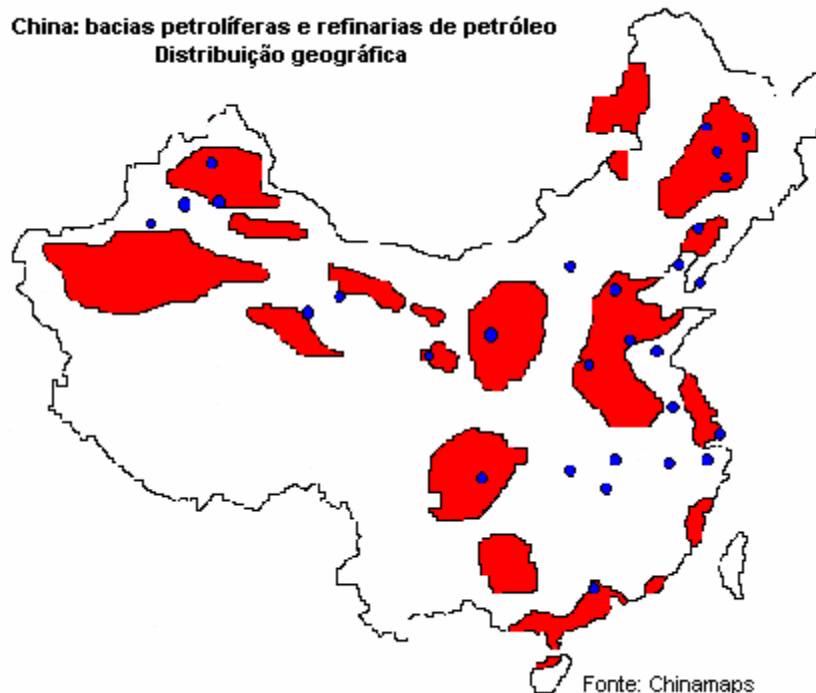 China: bacias petrolíferas e refinarias de petróleo
Distribuição geográfica
Fonte: Chinamaps